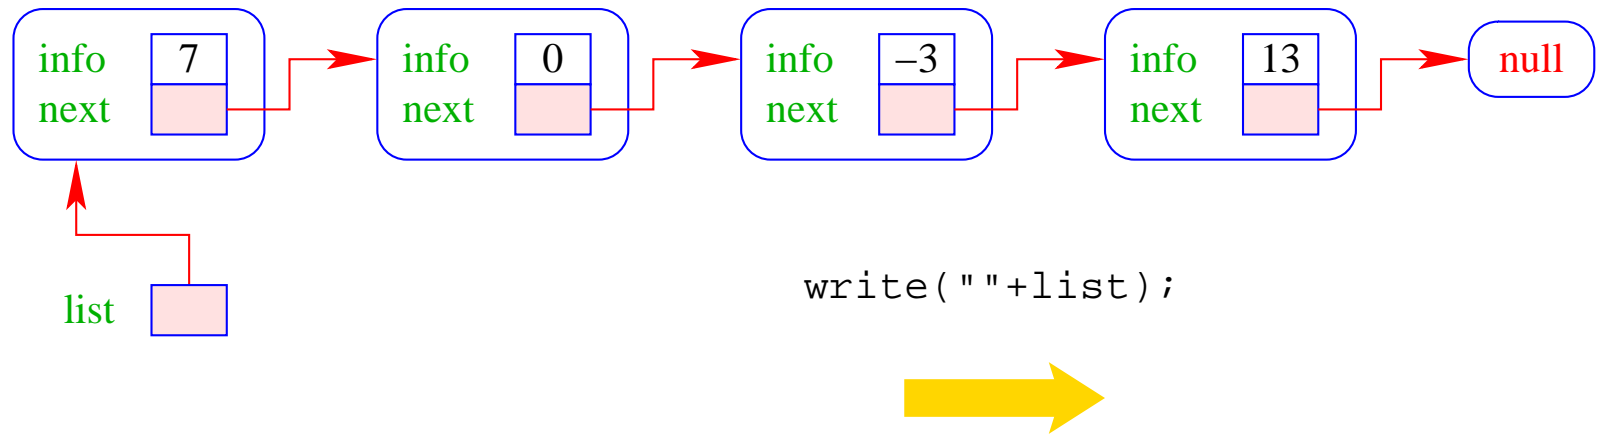 info 7 info 0 info −3 info 13 null
next next next next
write(""+list);
list